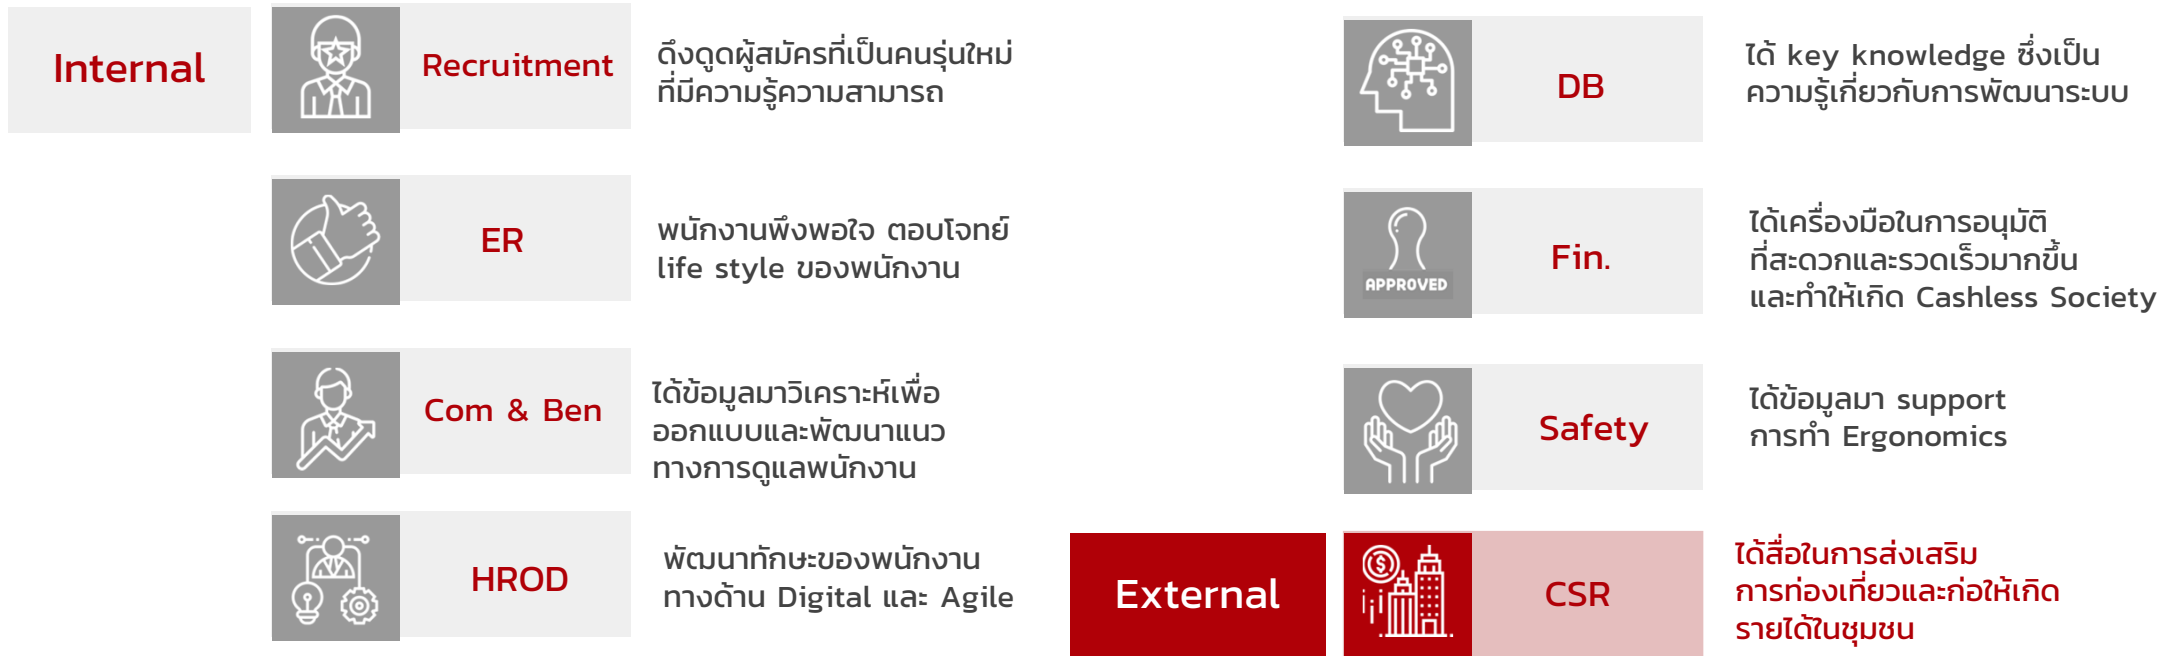 Internal
Recruitment
ดึงดูดผู้สมัครที่เป็นคนรุ่นใหม่
ที่มีความรู้ความสามารถ
ER
พนักงานพึงพอใจ ตอบโจทย์
life style ของพนักงาน
Com & Ben
ได้ข้อมูลมาวิเคราะห์เพื่อ
ออกแบบและพัฒนาแนว
ทางการดูแลพนักงาน
HROD
พัฒนาทักษะของพนักงาน
ทางด้าน Digital และ Agile
DB
ได้ key knowledge ซึ่งเป็น
ความรู้เกี่ยวกับการพัฒนาระบบ
APPROVED
Fin.
ได้เครื่องมือในการอนุมัติ
ที่สะดวกและรวดเร็วมากขึ้น
และทำให้เกิด Cashless Society
Safety
ได้ข้อมูลมา support
การทำ Ergonomics
External
CSR
ได้สื่อในการส่งเสริม
การท่องเที่ยวและก่อให้เกิด
รายได้ในชุมชน